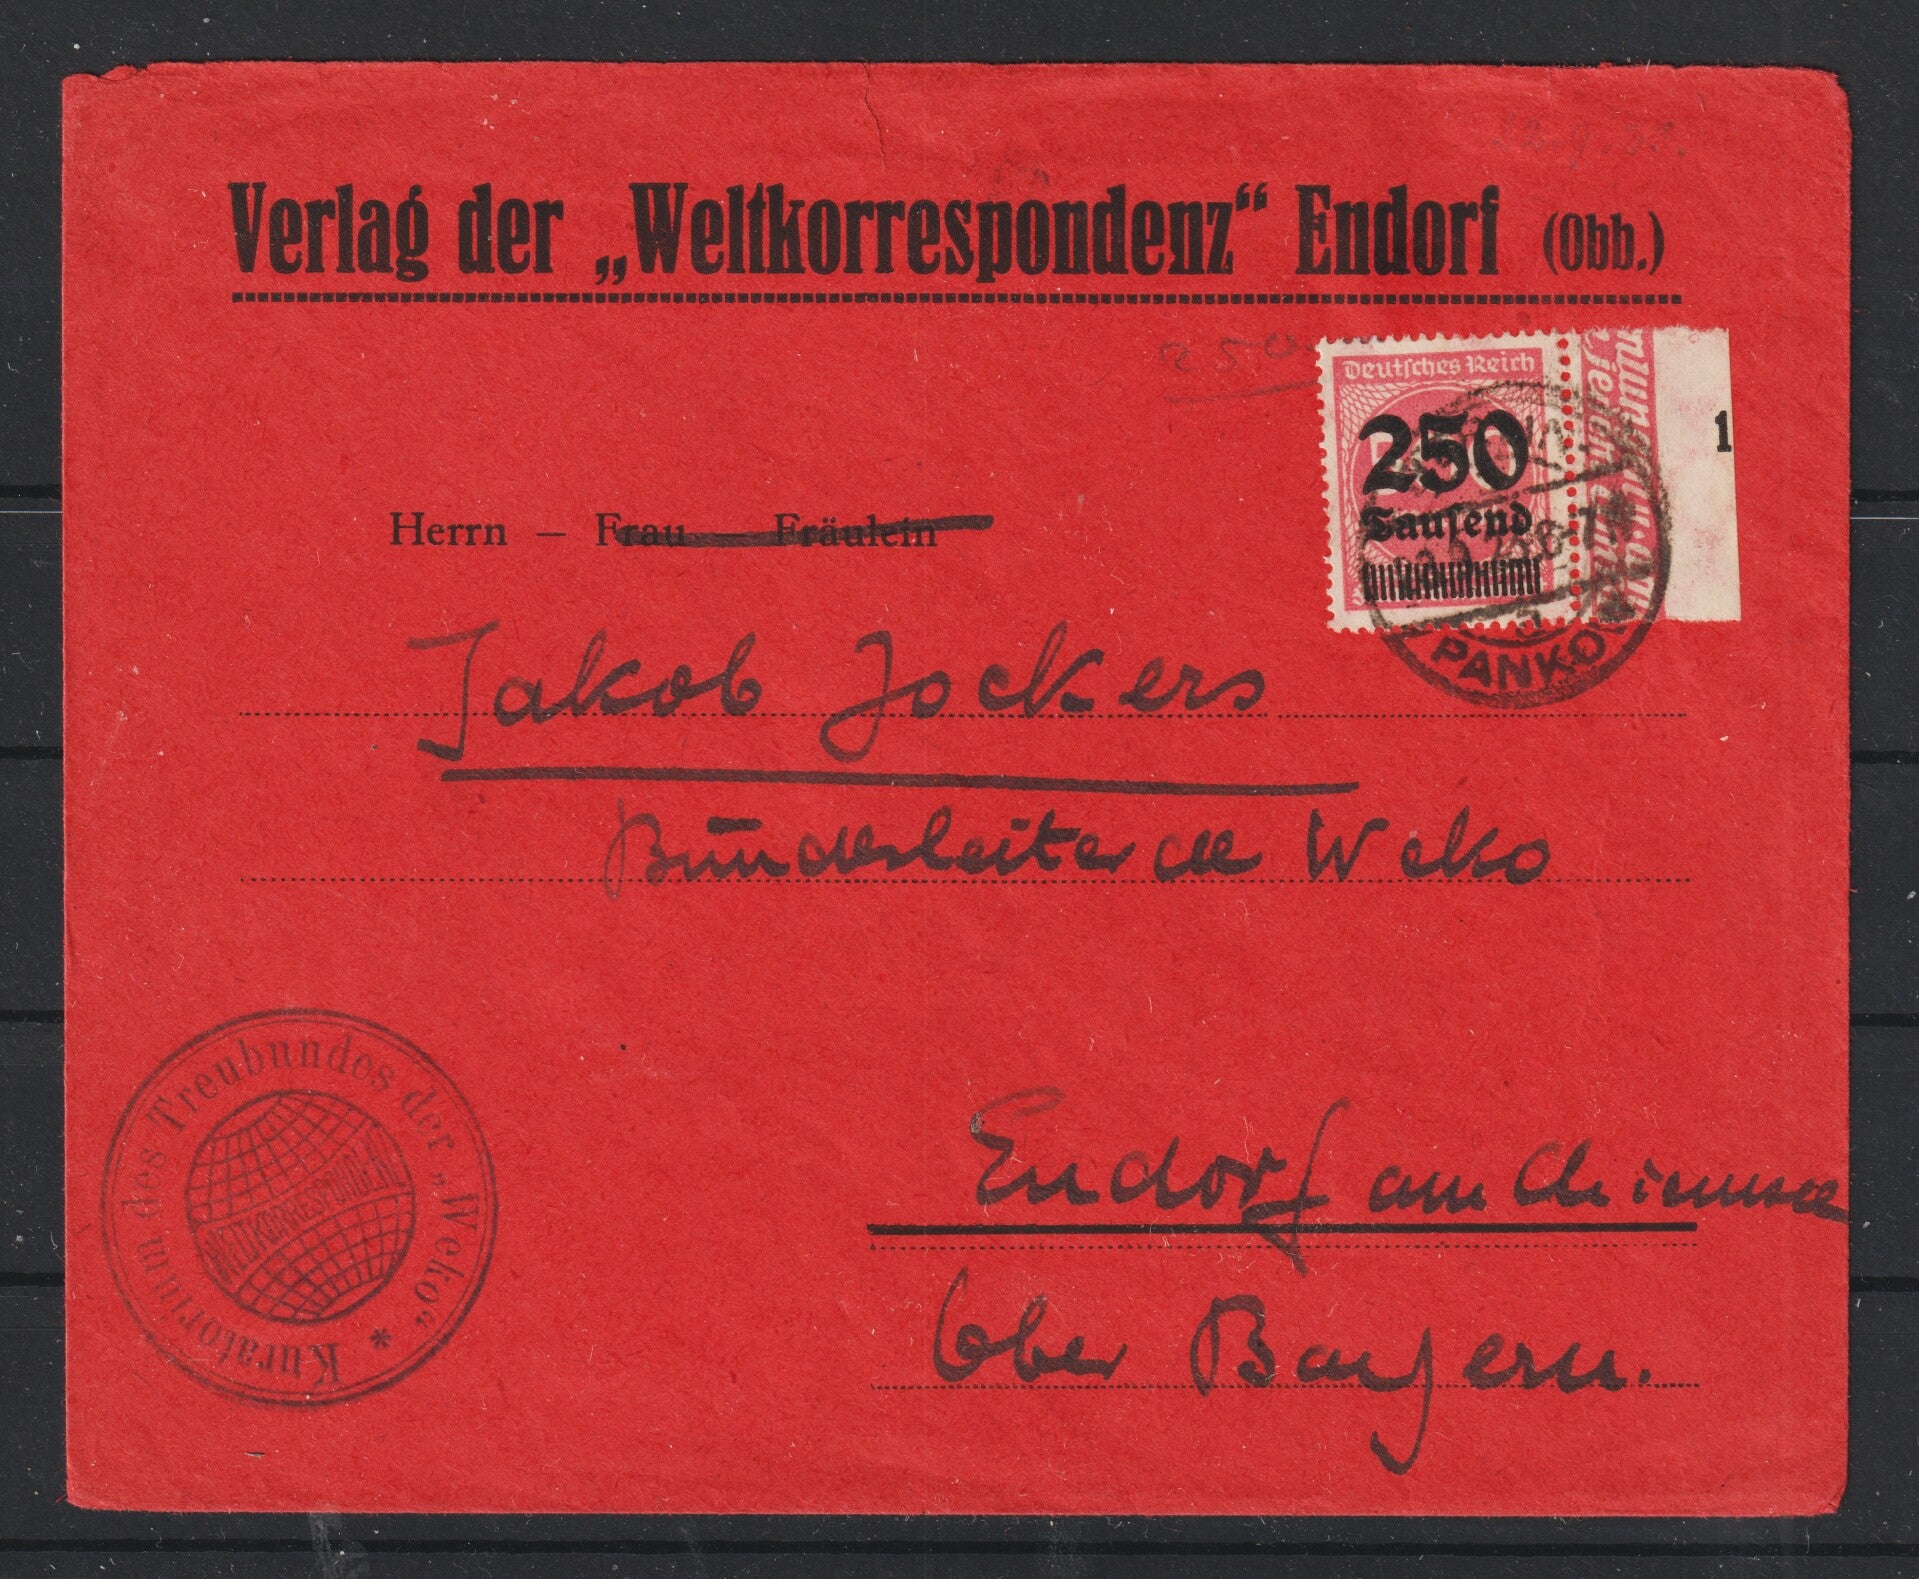 Verlag der „Weltkorrespondenz“ Endorf (Obb.)
250
Deutsches Reich
250
Tausend
1
PANKOW
Herrn – Frau – Fräulein
Jakob Jockers
Bundesleiter der Weko
Kuratorium des Treubundes der „Weko“ *
WELTKORRESPONDENZ
Endorf am Chiemsee
Ober Bayern.